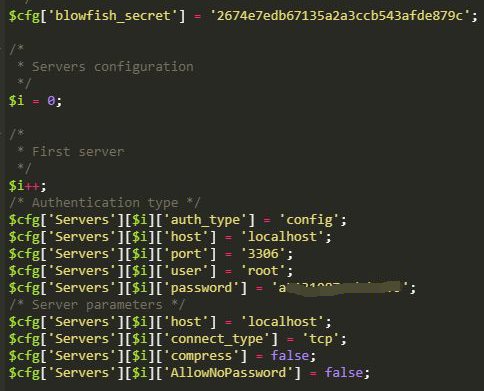 */
$cfg['blowfish_secret'] = '2674e7edb67135a2a3ccb543afde879c';
/*
* Servers configuration
*/
$i = 0;
/*
* First server
*/
$i++;
/* Authentication type */
$cfg['Servers'][$i]['auth_type'] = 'config';
$cfg['Servers'][$i]['host'] = 'localhost';
$cfg['Servers'][$i]['port'] = '3306';
$cfg['Servers'][$i]['user'] = 'root';
$cfg['Servers'][$i]['password'] = '
/* Server parameters */
$cfg['Servers'][$i]['host'] = 'localhost';
$cfg['Servers'][$i]['connect_type'] = 'tcp';
$cfg['Servers'][$i]['compress'] = false;
$cfg['Servers'][$i]['AllowNoPassword'] = false;